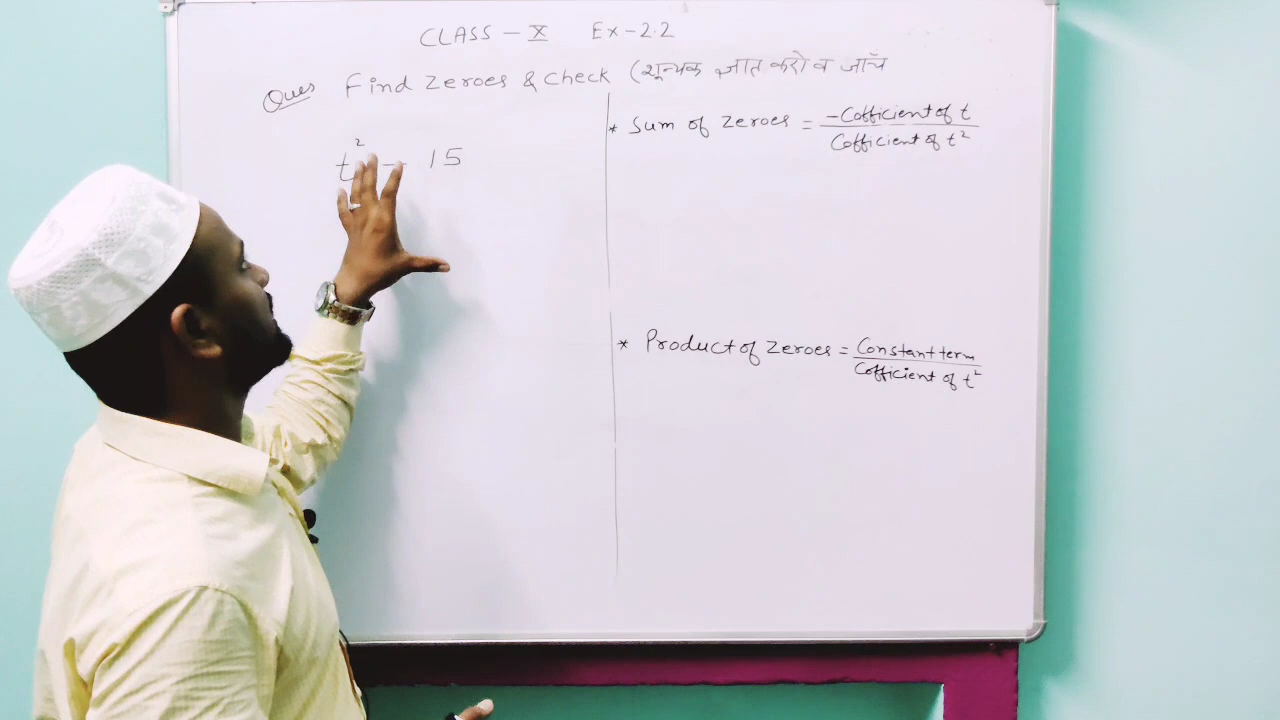 CLASS – X Ex-2.2
Ques Find Zeroes & Check (शून्यक ज्ञात करो व जाँच
t² – 15
* Sum of Zeroes = -Cofficient of t / Cofficient of t²
* Product of Zeroes = Constant term / Cofficient of t²